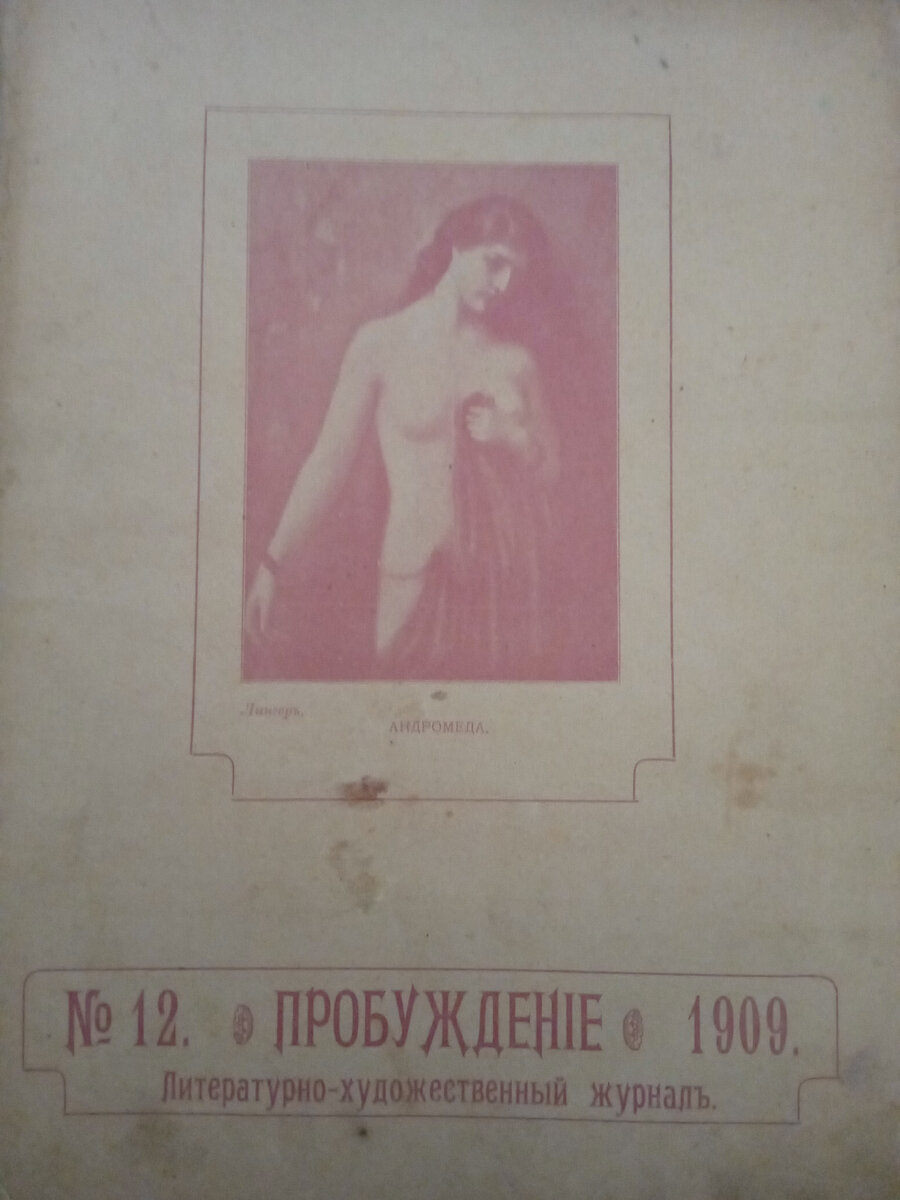 АНДРОМЕДА.
№ 12. ПРОБУЖДЕНІЕ 1909.
Литературно-художественный журналъ.